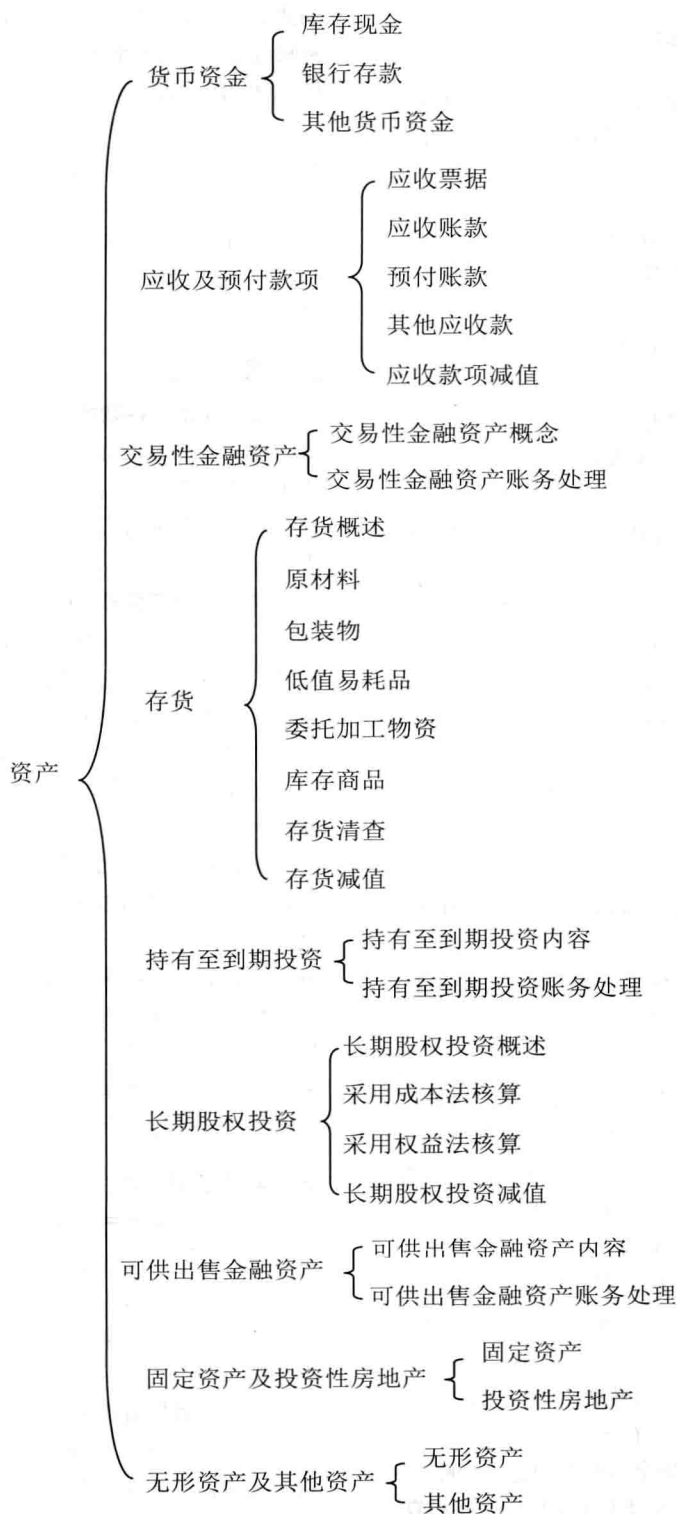 资产
货币资金
库存现金
银行存款
其他货币资金
应收及预付款项
应收票据
应收账款
预付账款
其他应收款
应收款项减值
交易性金融资产
交易性金融资产概念
交易性金融资产账务处理
存货
存货概述
原材料
包装物
低值易耗品
委托加工物资
库存商品
存货清查
存货减值
持有至到期投资
持有至到期投资内容
持有至到期投资账务处理
长期股权投资
长期股权投资概述
采用成本法核算
采用权益法核算
长期股权投资减值
可供出售金融资产
可供出售金融资产内容
可供出售金融资产账务处理
固定资产及投资性房地产
固定资产
投资性房地产
无形资产及其他资产
无形资产
其他资产